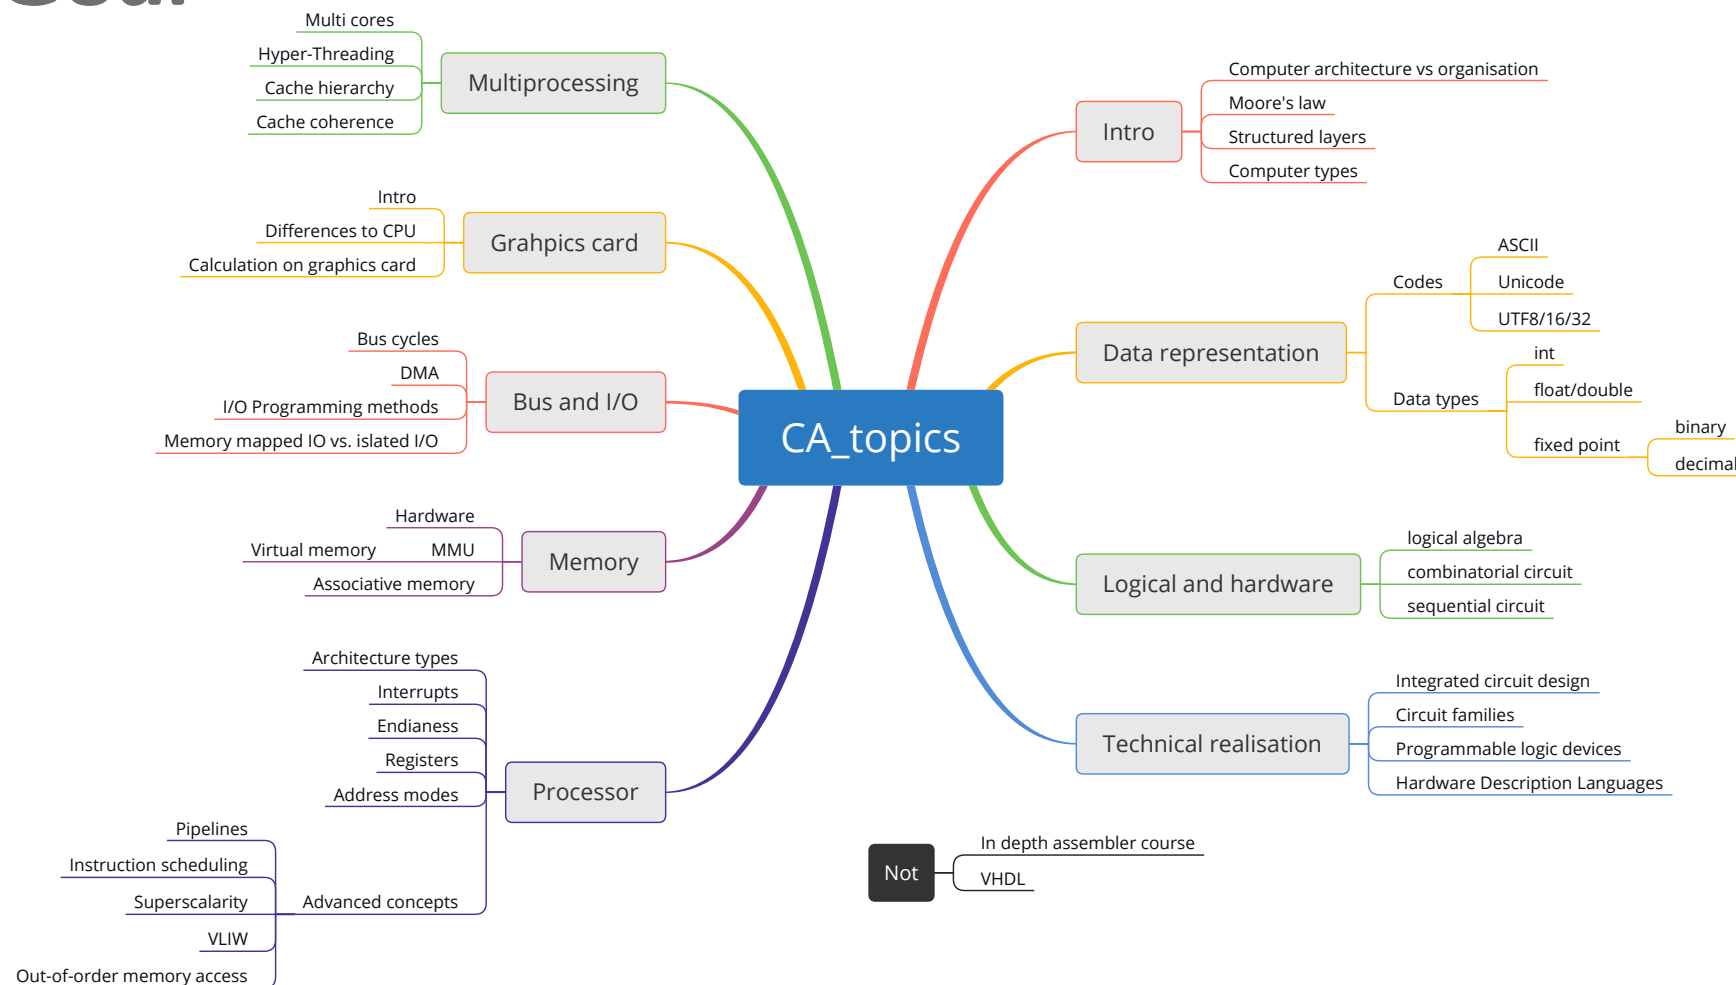 Multi cores
Hyper-Threading
Cache hierarchy
Cache coherence
Multiprocessing
Intro
Differences to CPU
Calculation on graphics card
Grahpics card
Bus cycles
DMA
I/O Programming methods
Memory mapped IO vs. islated I/O
Bus and I/O
Hardware
Virtual memory MMU
Associative memory
Memory
Architecture types
Interrupts
Endianess
Registers
Address modes
Processor
Pipelines
Instruction scheduling
Superscalarity
VLIW
Out-of-order memory access
Advanced concepts
CA_topics
Intro
Computer architecture vs organisation
Moore's law
Structured layers
Computer types
Data representation
Codes
ASCII
Unicode
UTF8/16/32
Data types
int
float/double
fixed point
binary
decimal
Logical and hardware
logical algebra
combinatorial circuit
sequential circuit
Technical realisation
Integrated circuit design
Circuit families
Programmable logic devices
Hardware Description Languages
Not
In depth assembler course
VHDL